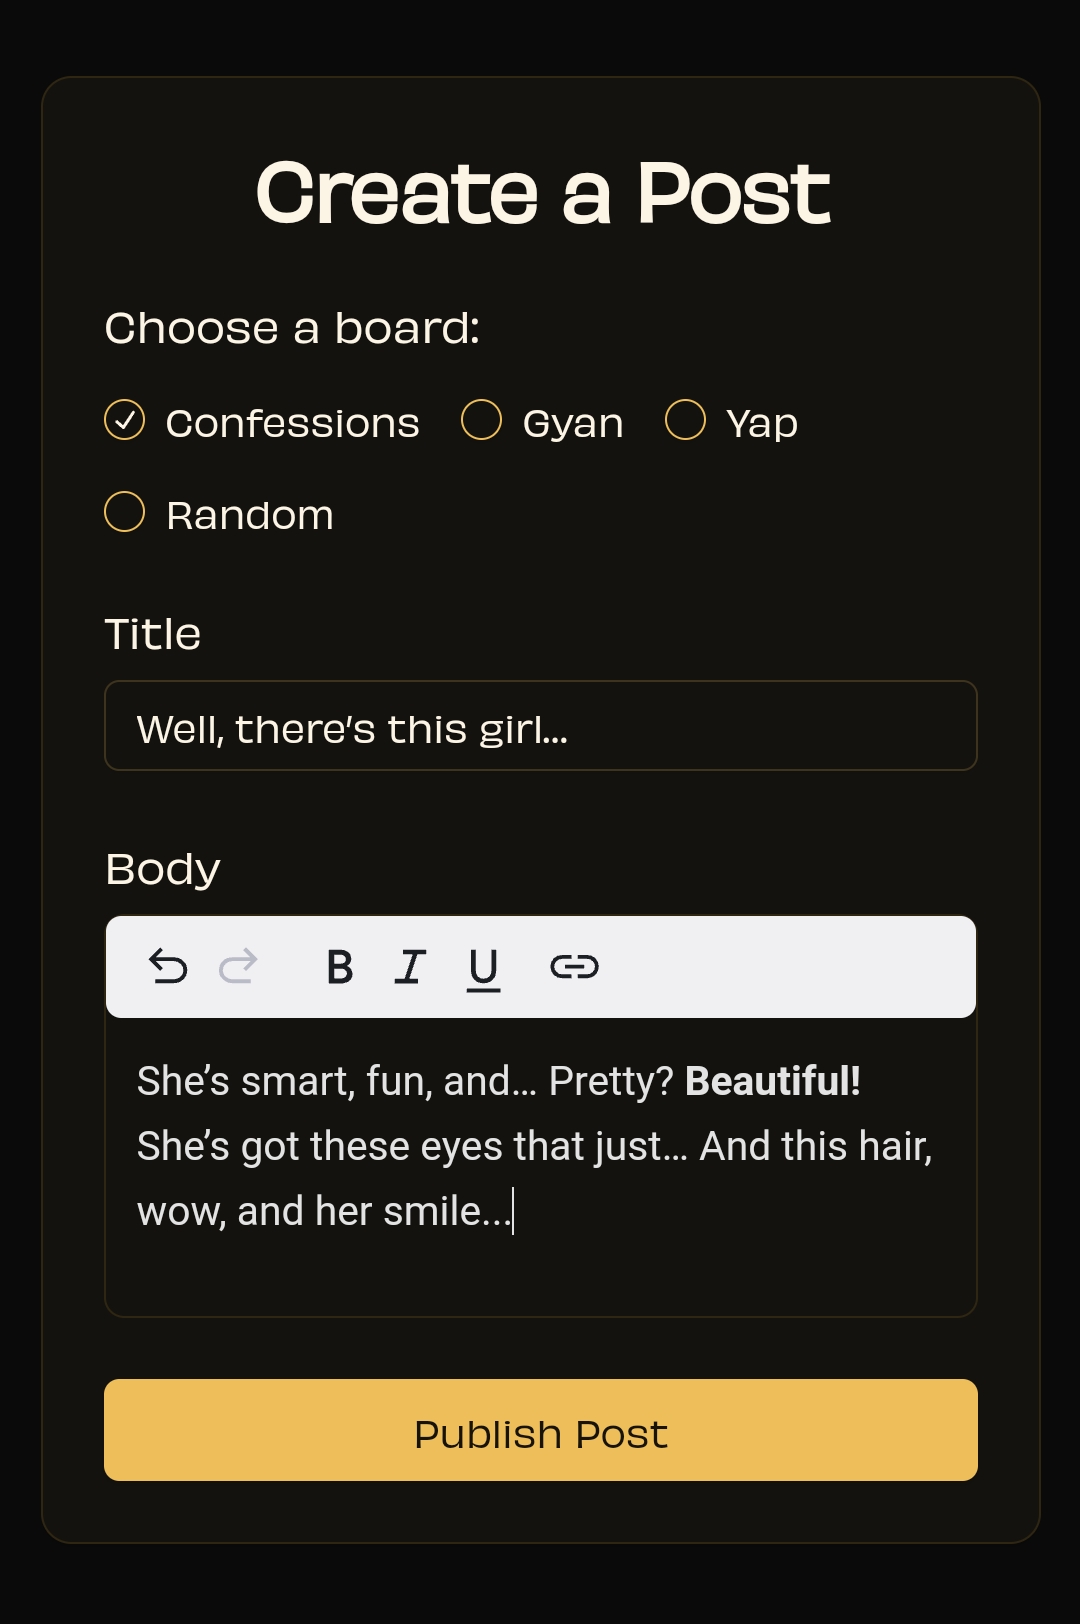 Create a Post
Choose a board:
Confessions Gyan Yap
Random
Title
Well, there's this girl...
Body
B I U
She’s smart, fun, and… Pretty? Beautiful!
She’s got these eyes that just… And this hair,
wow, and her smile...
Publish Post